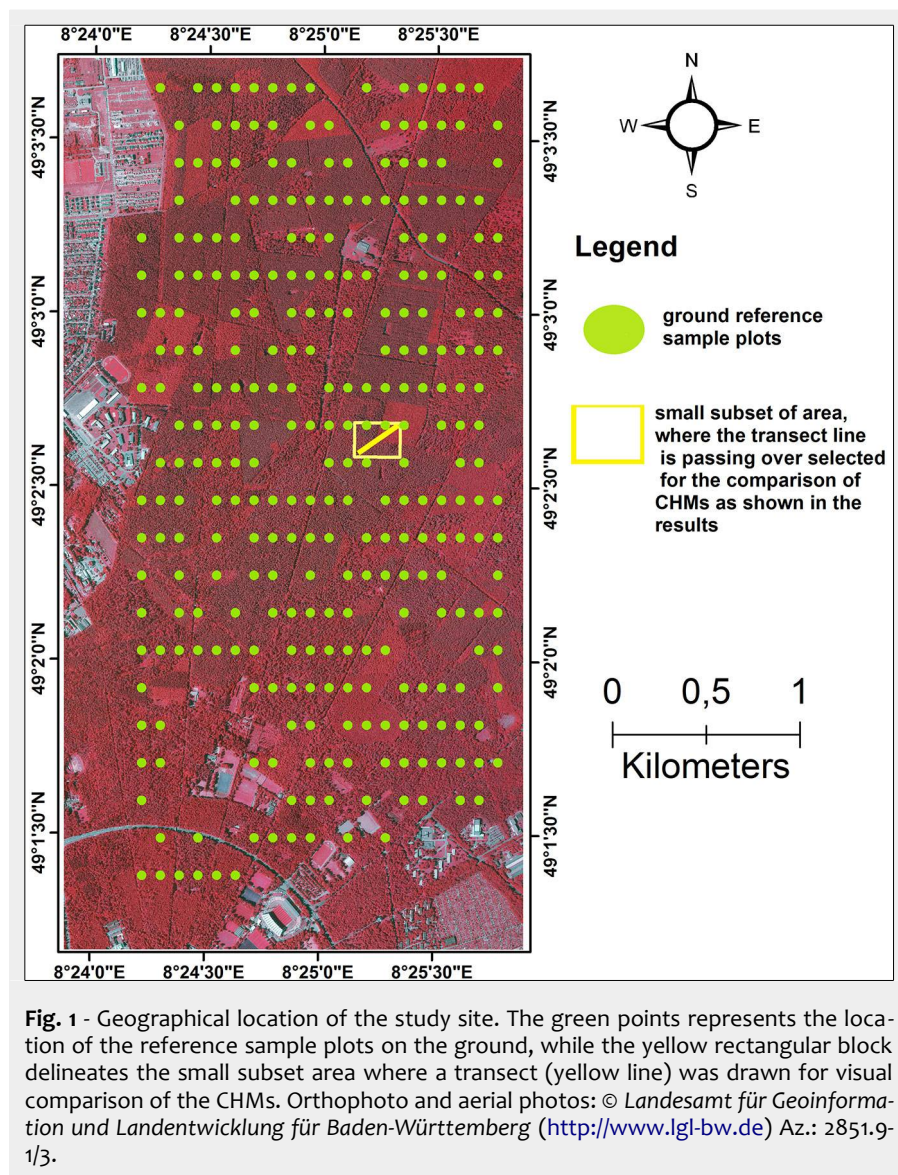 8°24'0"E 8°24'30"E 8°25'0"E 8°25'30"E
49°3'30"N
49°3'0"N
49°2'30"N
49°2'0"N
49°1'30"N
49°3'30"N
49°3'0"N
49°2'30"N
49°2'0"N
49°1'30"N
8°24'0"E 8°24'30"E 8°25'0"E 8°25'30"E
N
W E
S
Legend
ground reference
sample plots
small subset of area,
where the transect line
is passing over selected
for the comparison of
CHMs as shown in the
results
0 0,5 1
Kilometers
Fig. 1 - Geographical location of the study site. The green points represents the loca-
tion of the reference sample plots on the ground, while the yellow rectangular block
delineates the small subset area where a transect (yellow line) was drawn for visual
comparison of the CHMs. Orthophoto and aerial photos: © Landesamt für Geoinforma-
tion und Landentwicklung für Baden-Württemberg (http://www.lgl-bw.de) Az.: 2851.9-
1/3.